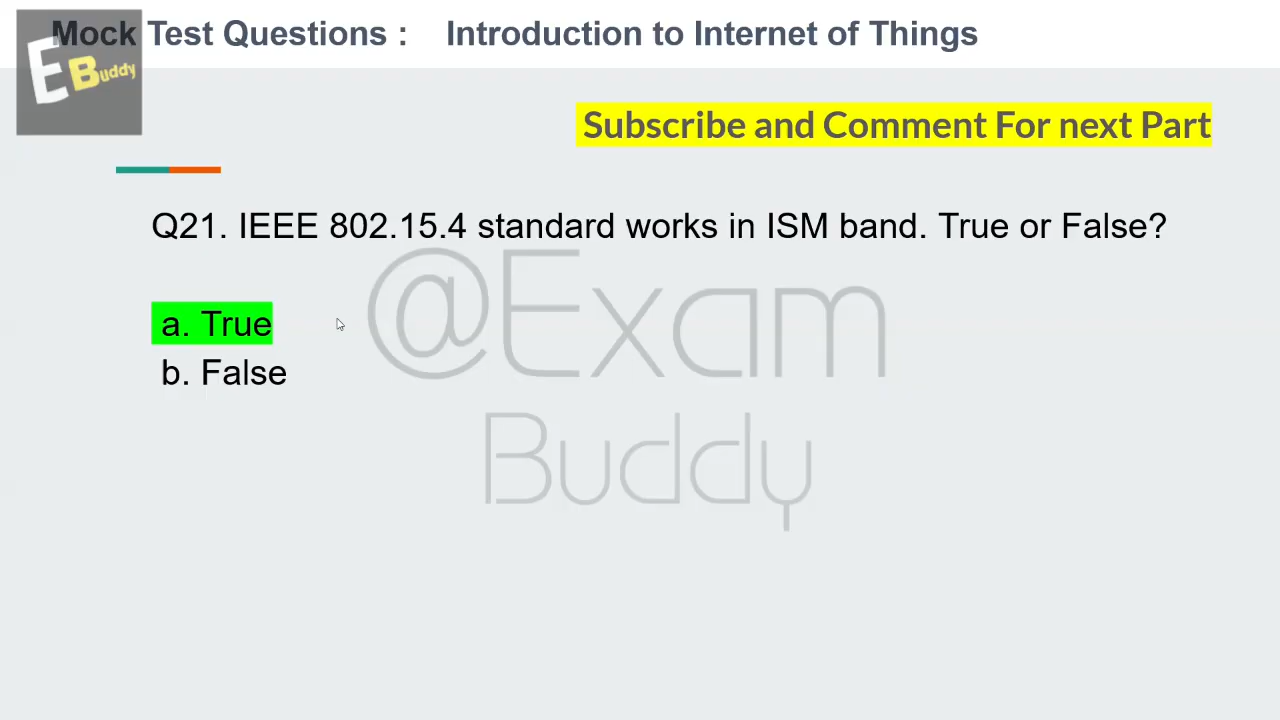 Mock Test Questions : Introduction to Internet of Things
E Buddy
Subscribe and Comment For next Part
Q21. IEEE 802.15.4 standard works in ISM band. True or False?
a. True
b. False
@Exam
Buddy